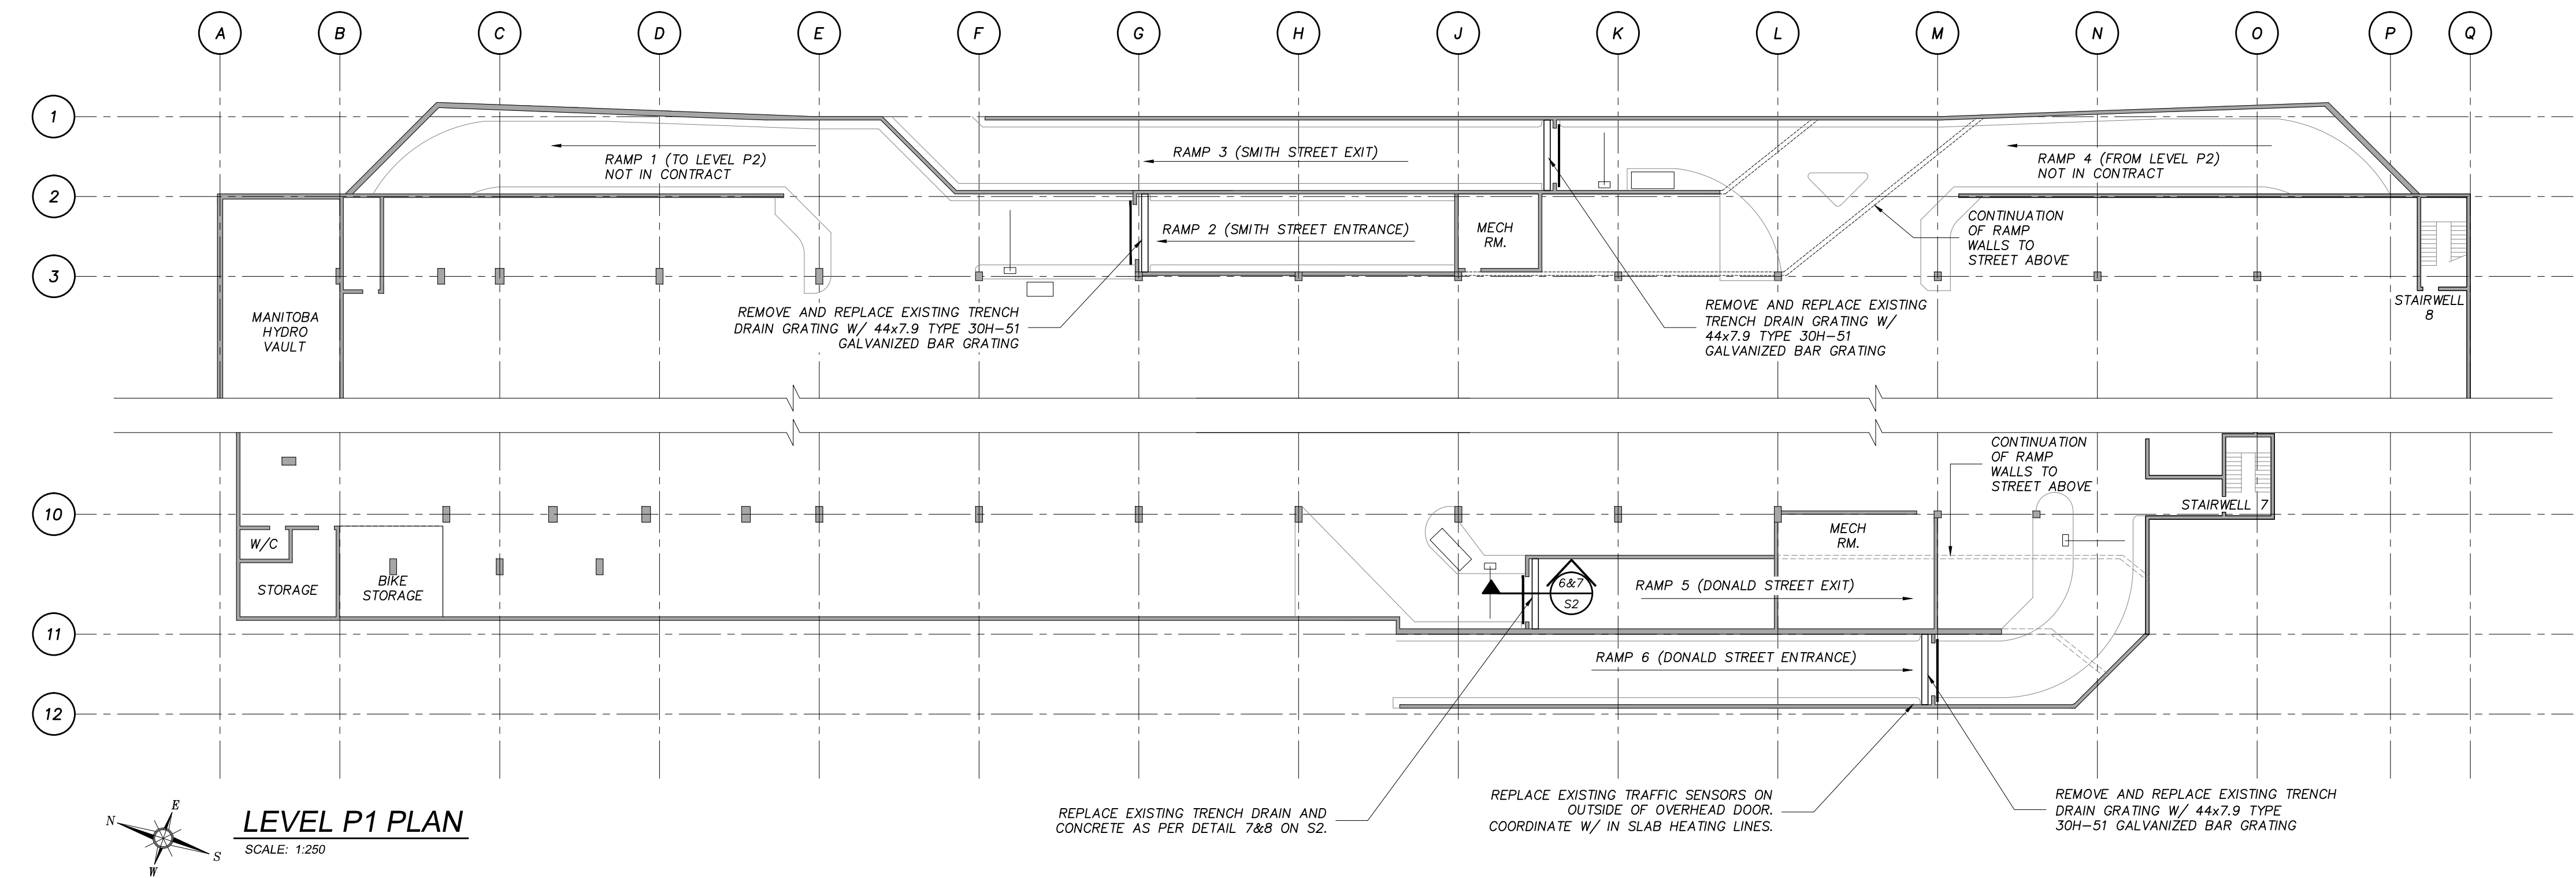 A B C D E F G H J K L M N O P Q
1
RAMP 1 (TO LEVEL P2)
NOT IN CONTRACT
RAMP 3 (SMITH STREET EXIT)
RAMP 4 (FROM LEVEL P2)
NOT IN CONTRACT
2
RAMP 2 (SMITH STREET ENTRANCE)
MECH
RM.
CONTINUATION
OF RAMP
WALLS TO
STREET ABOVE
3
MANITOBA
HYDRO
VAULT
REMOVE AND REPLACE EXISTING TRENCH
DRAIN GRATING W/ 44x7.9 TYPE 30H-51
GALVANIZED BAR GRATING
REMOVE AND REPLACE EXISTING
TRENCH DRAIN GRATING W/
44x7.9 TYPE 30H-51
GALVANIZED BAR GRATING
STAIRWELL
8
CONTINUATION
OF RAMP
WALLS TO
STREET ABOVE
10
STAIRWELL 7
W/C
MECH
RM.
STORAGE
BIKE
STORAGE
6&7
S2
RAMP 5 (DONALD STREET EXIT)
11
RAMP 6 (DONALD STREET ENTRANCE)
12
REPLACE EXISTING TRENCH DRAIN AND
CONCRETE AS PER DETAIL 7&8 ON S2.
REPLACE EXISTING TRAFFIC SENSORS ON
OUTSIDE OF OVERHEAD DOOR.
COORDINATE W/ IN SLAB HEATING LINES.
REMOVE AND REPLACE EXISTING TRENCH
DRAIN GRATING W/ 44x7.9 TYPE
30H-51 GALVANIZED BAR GRATING
N
E
S
W
LEVEL P1 PLAN
SCALE: 1:250